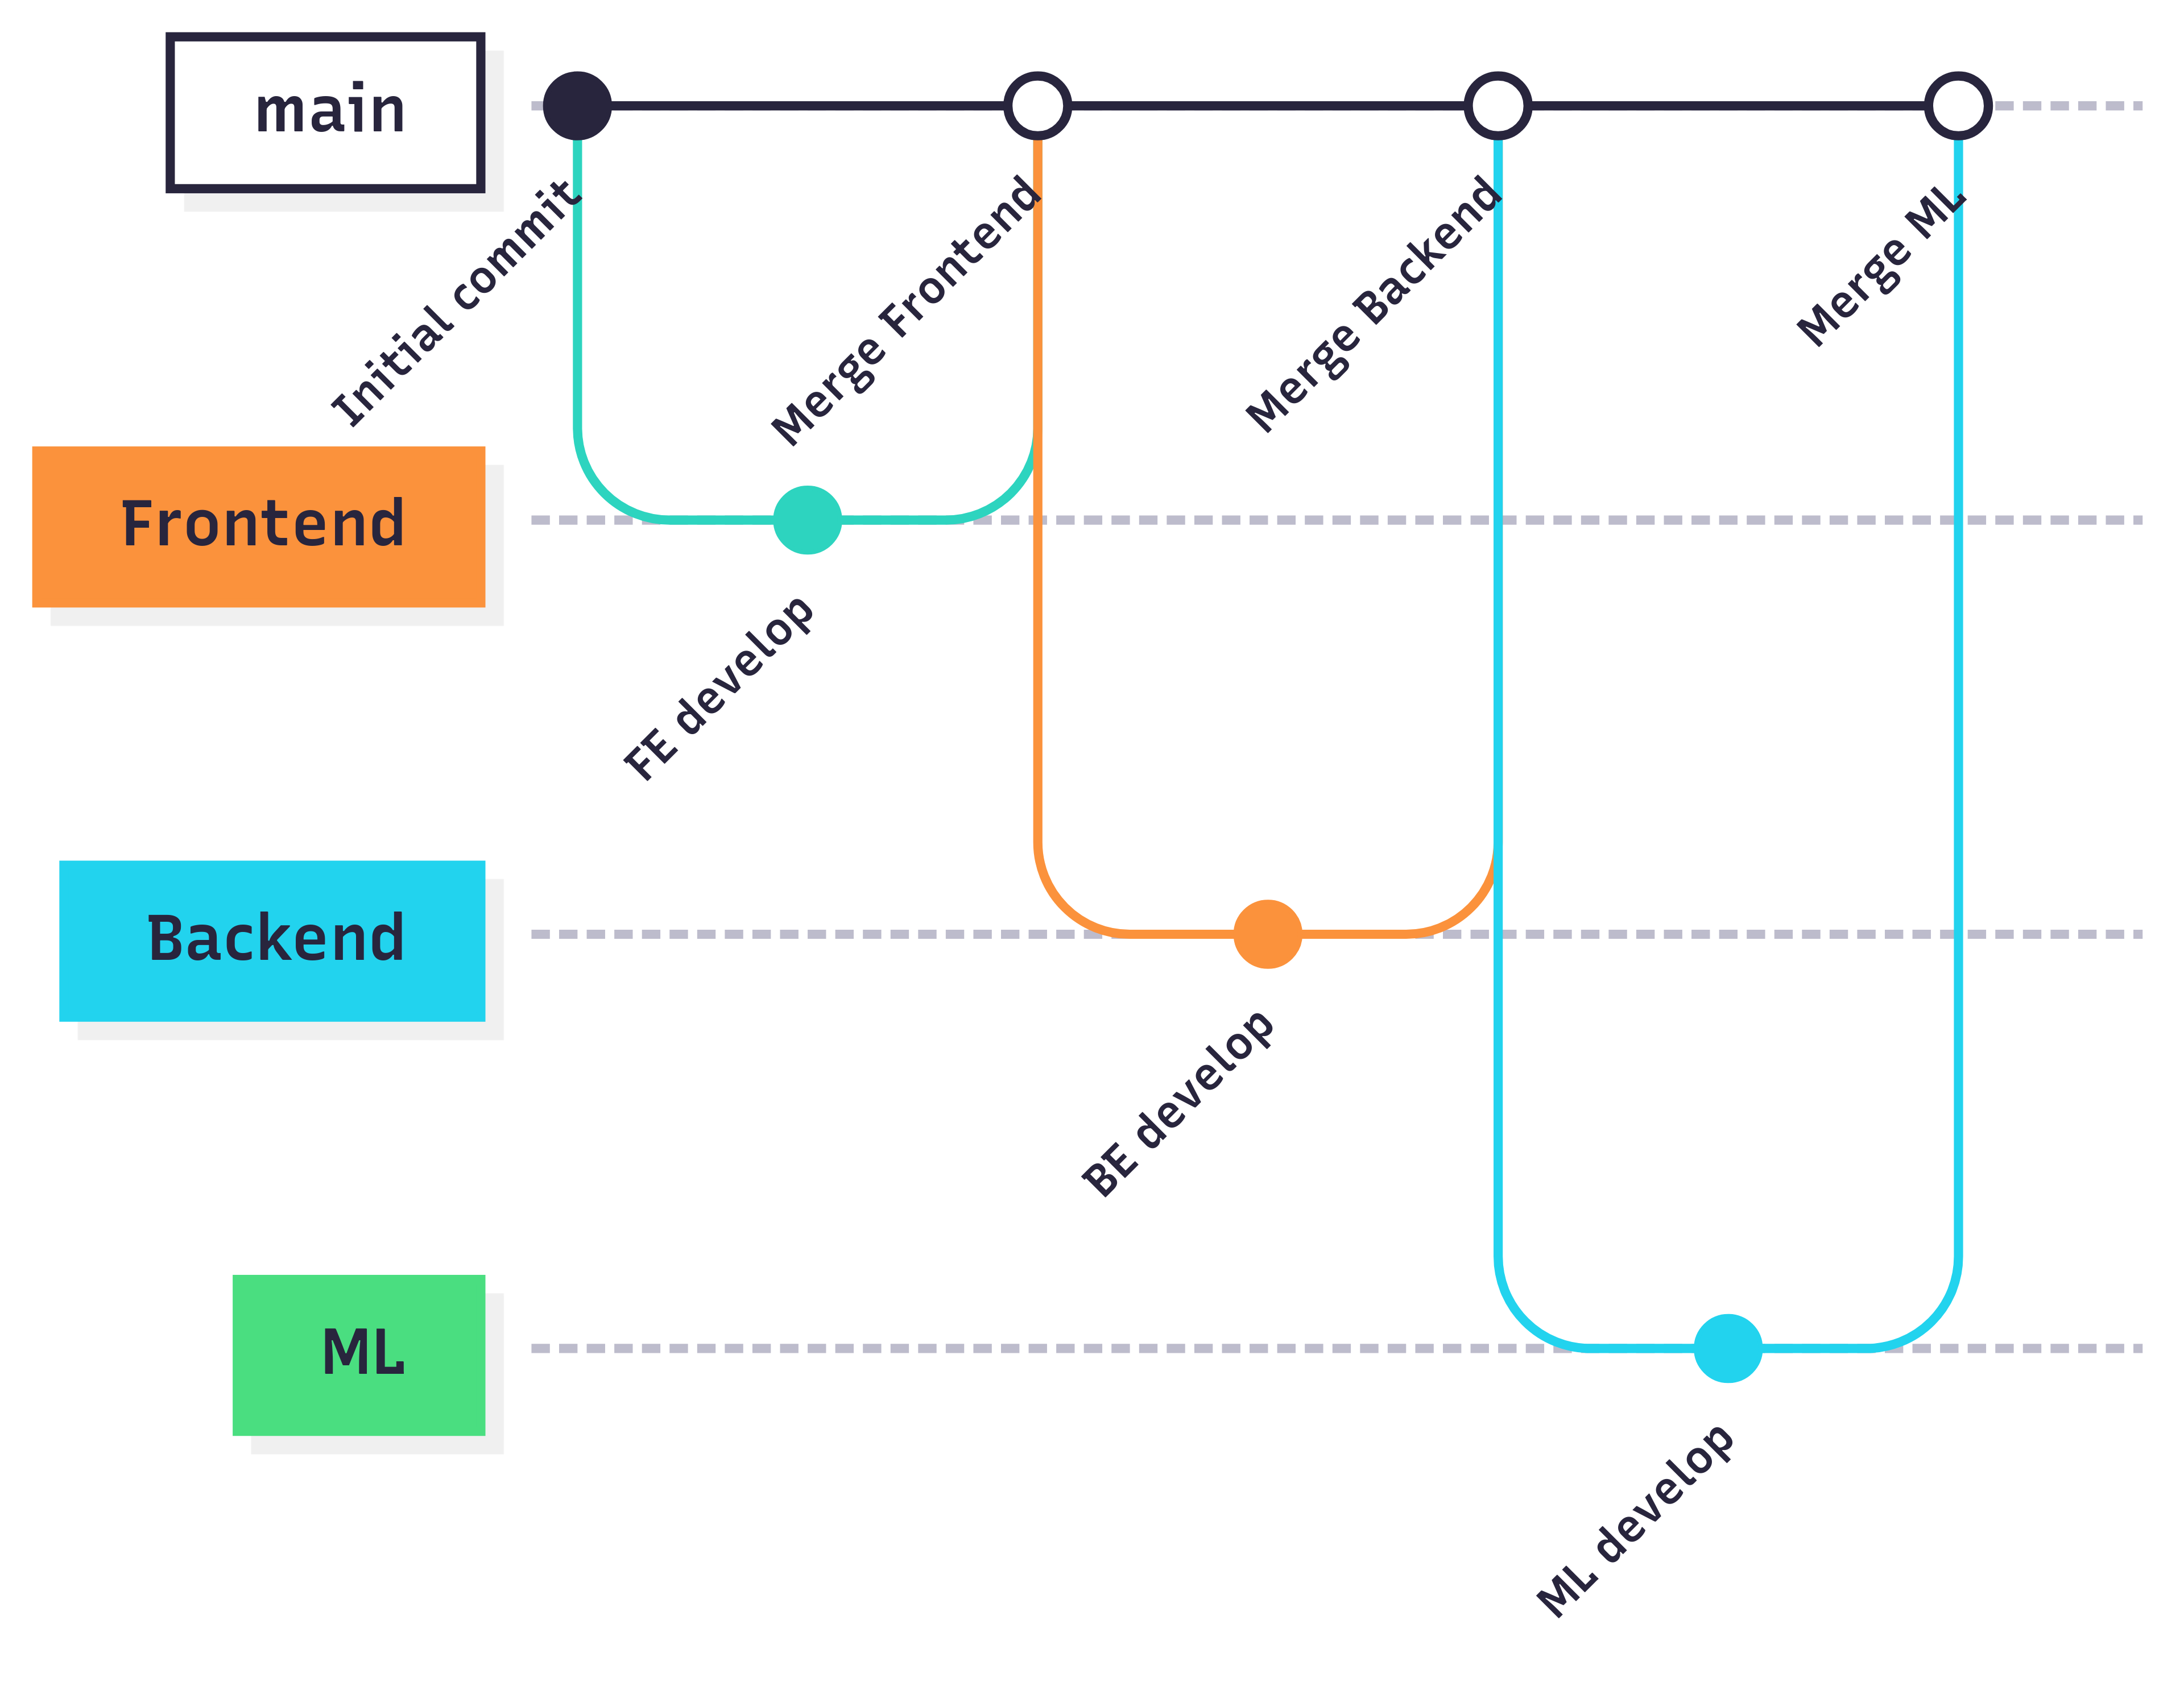 main
Initial commit
Merge Frontend
Merge Backend
Merge ML
Frontend
FE develop
Backend
BE develop
ML
ML develop